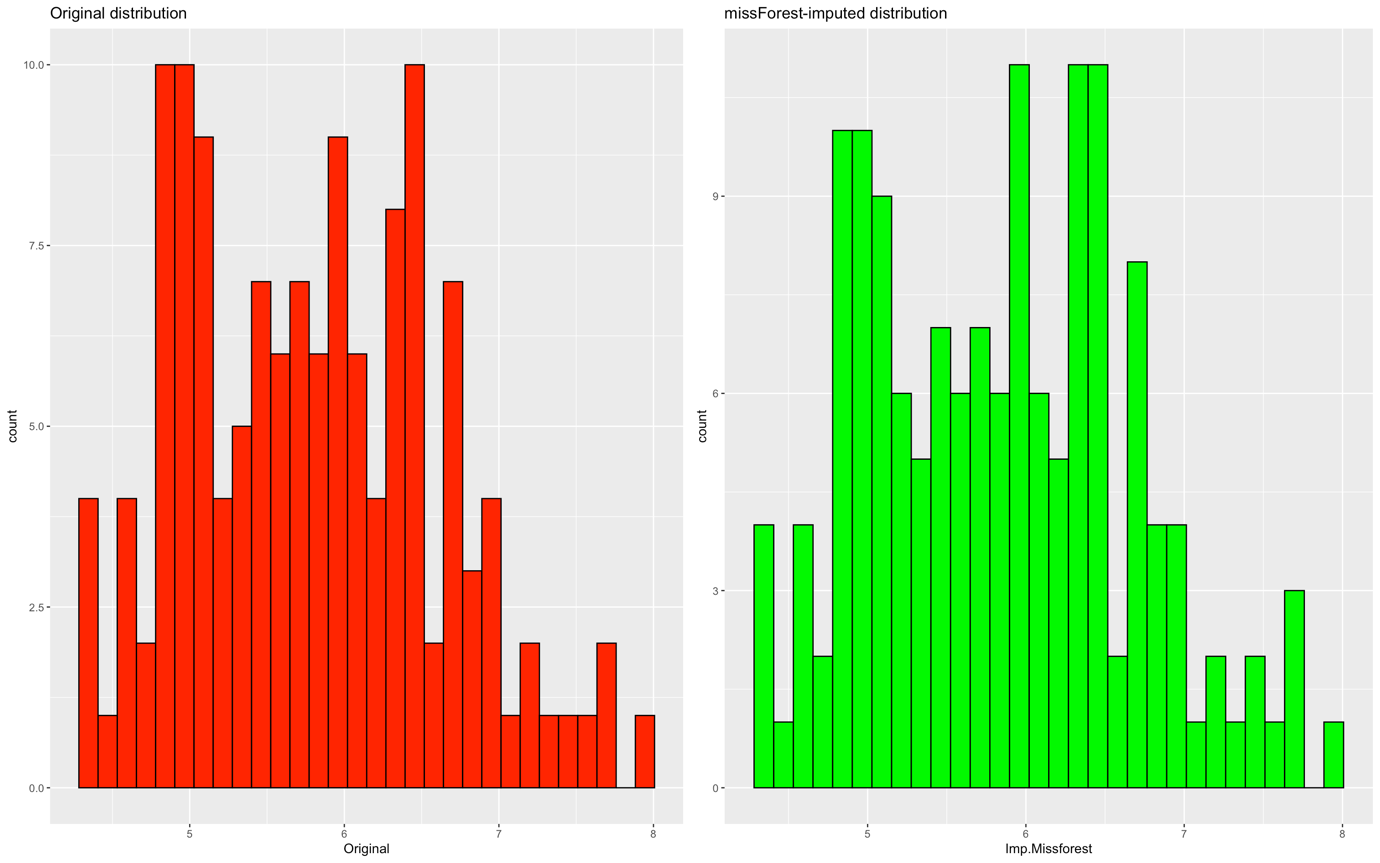 Original distribution
10.0
7.5
5.0
2.5
0.0
count
5 6 7 8
Original
missForest-imputed distribution
9
6
3
0
count
5 6 7 8
Imp.Missforest